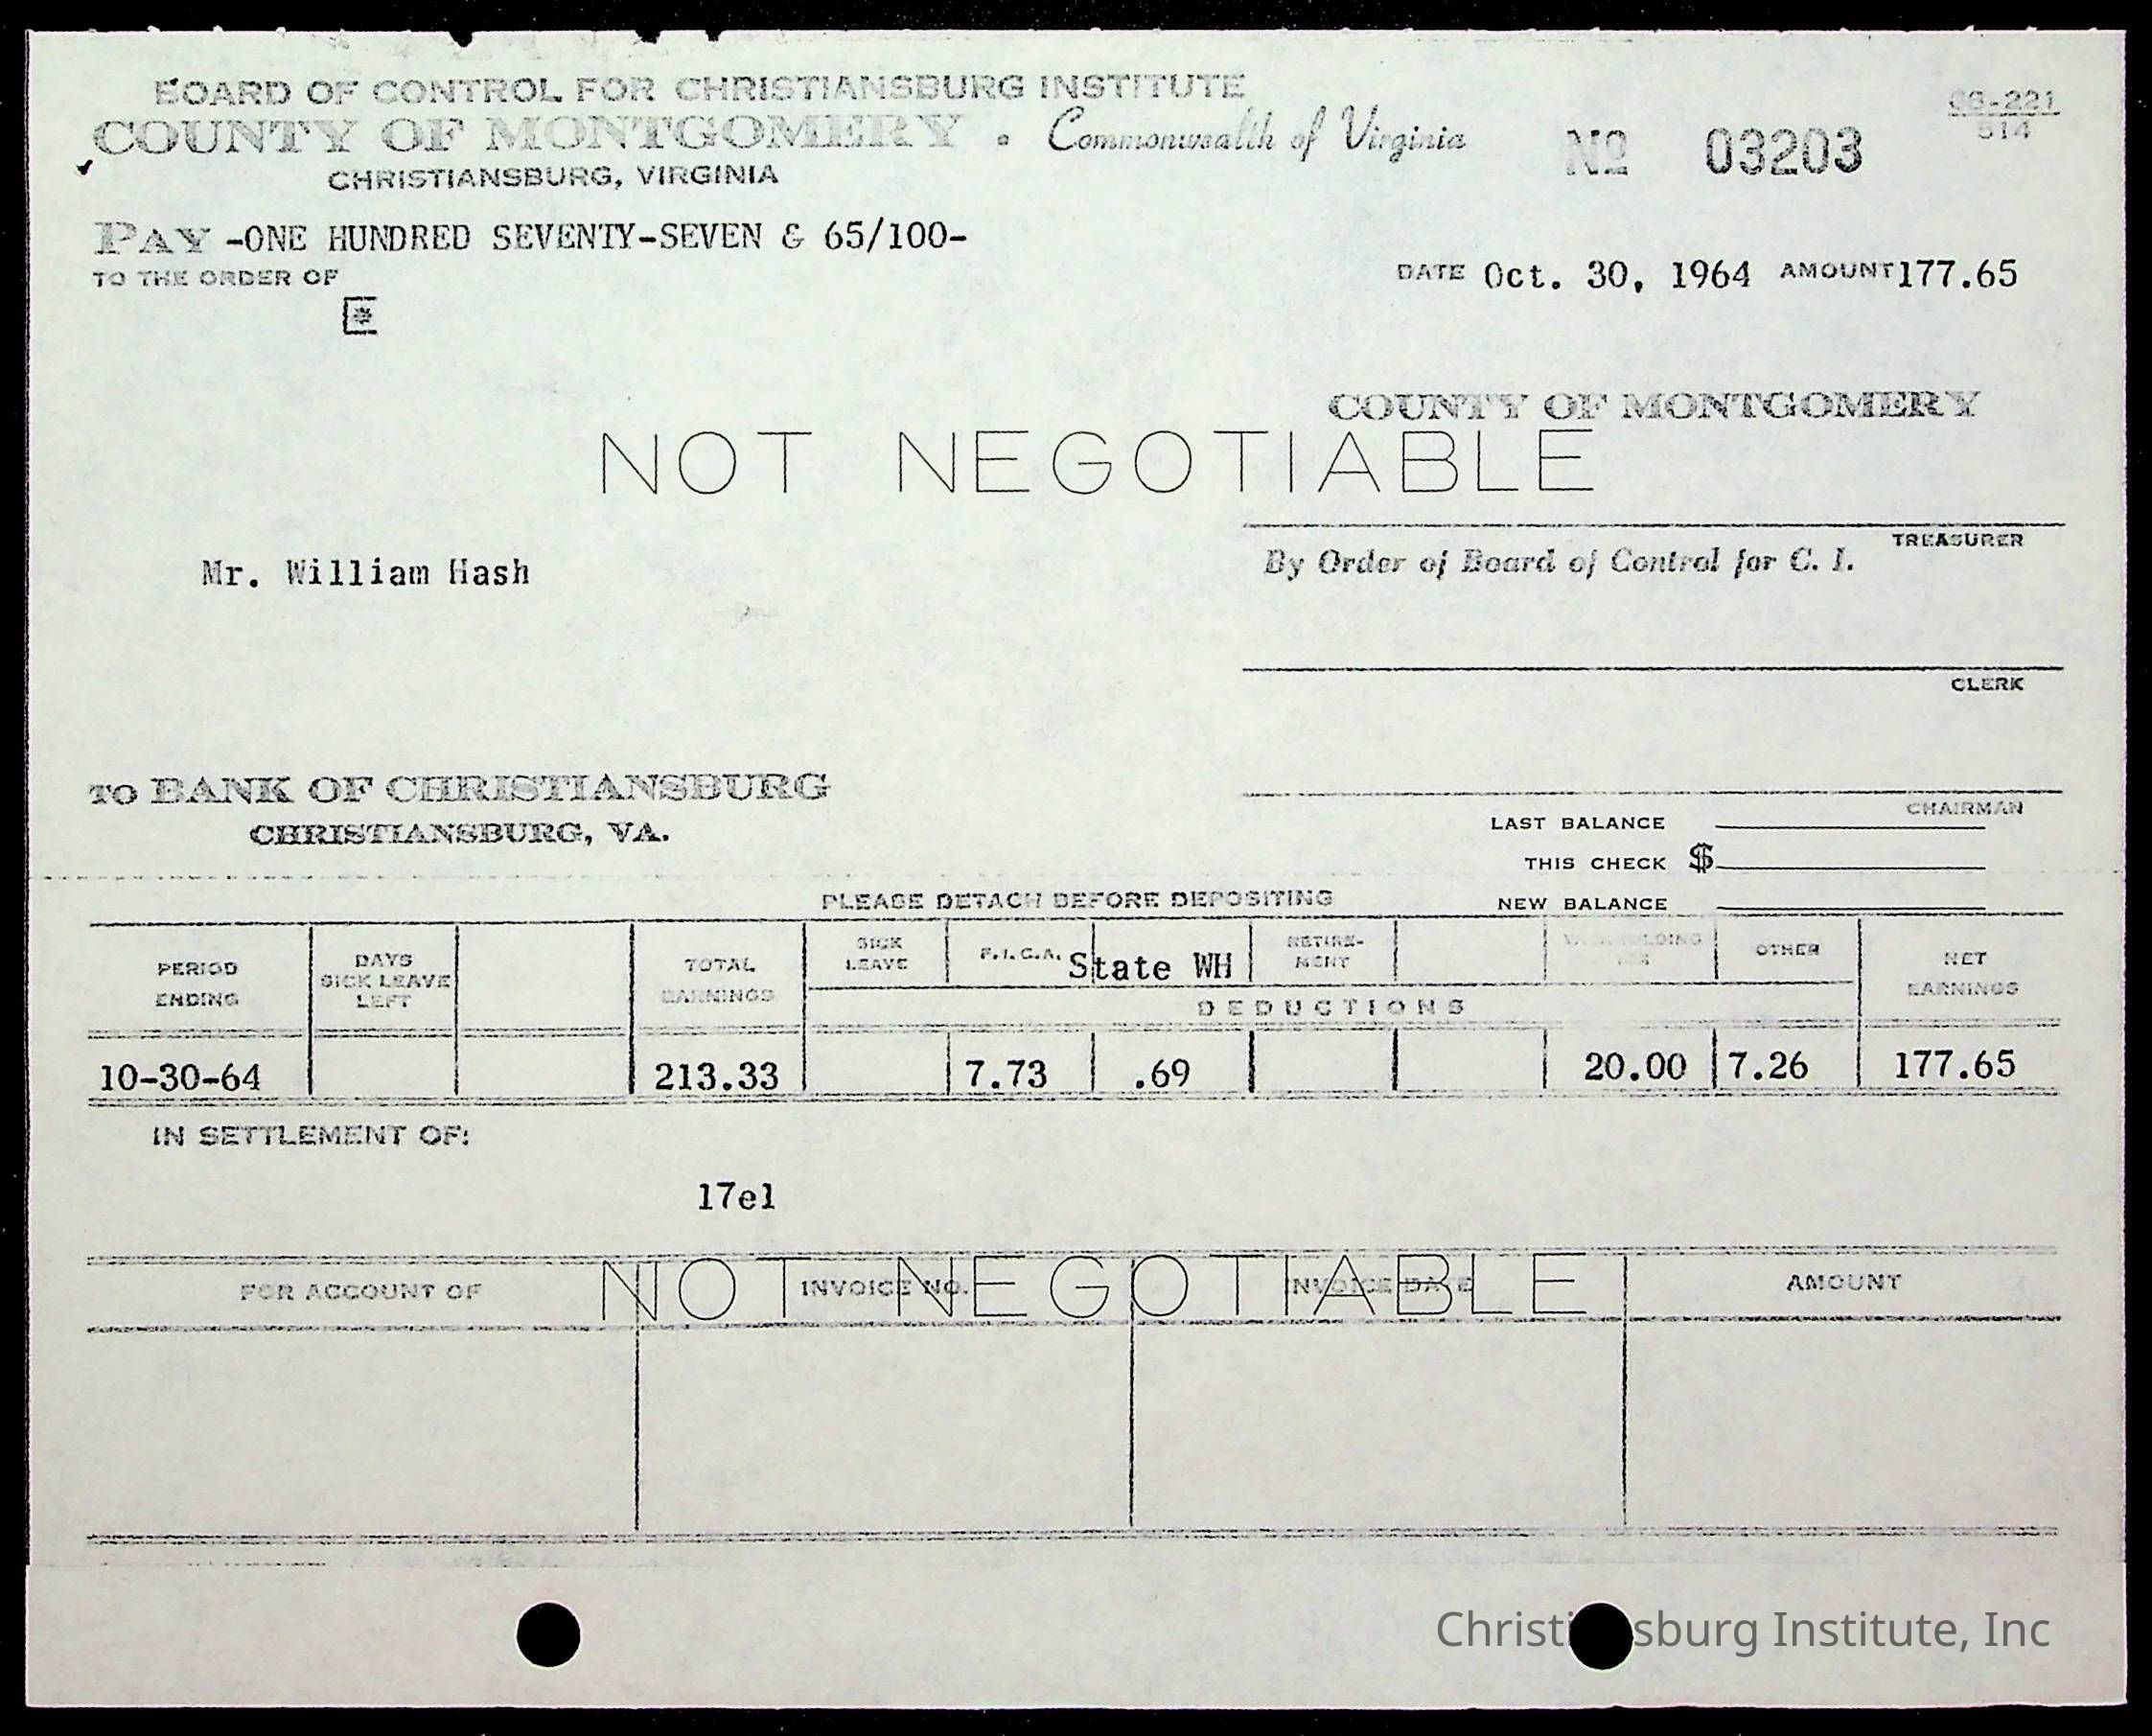 BOARD OF CONTROL FOR CHRISTIANSBURG INSTITUTE
COUNTY OF MONTGOMERY • Commonwealth of Virginia
CHRISTIANSBURG, VIRGINIA
No 03203
68-221
514
PAY -ONE HUNDRED SEVENTY-SEVEN & 65/100-
TO THE ORDER OF
DATE Oct. 30, 1964 AMOUNT 177.65
COUNTY OF MONTGOMERY
NOT NEGOTIABLE
TREASURER
By Order of Board of Control for C. I.
Mr. William Hash
CLERK
TO BANK OF CHRISTIANSBURG
CHRISTIANSBURG, VA.
CHAIRMAN
LAST BALANCE
THIS CHECK $
NEW BALANCE
PLEASE DETACH BEFORE DEPOSITING
PERIOD ENDING DAYS SICK LEAVE LEFT TOTAL EARNINGS SICK LEAVE F.I.C.A. State WH RETIRE-MENT WITHHOLDING TAX OTHER NET EARNINGS
DEDUCTIONS
10-30-64 213.33 7.73 .69 20.00 7.26 177.65
IN SETTLEMENT OF:
17el
NOT NEGOTIABLE
FOR ACCOUNT OF INVOICE NO. INVOICE DATE AMOUNT
Christi sburg Institute, Inc